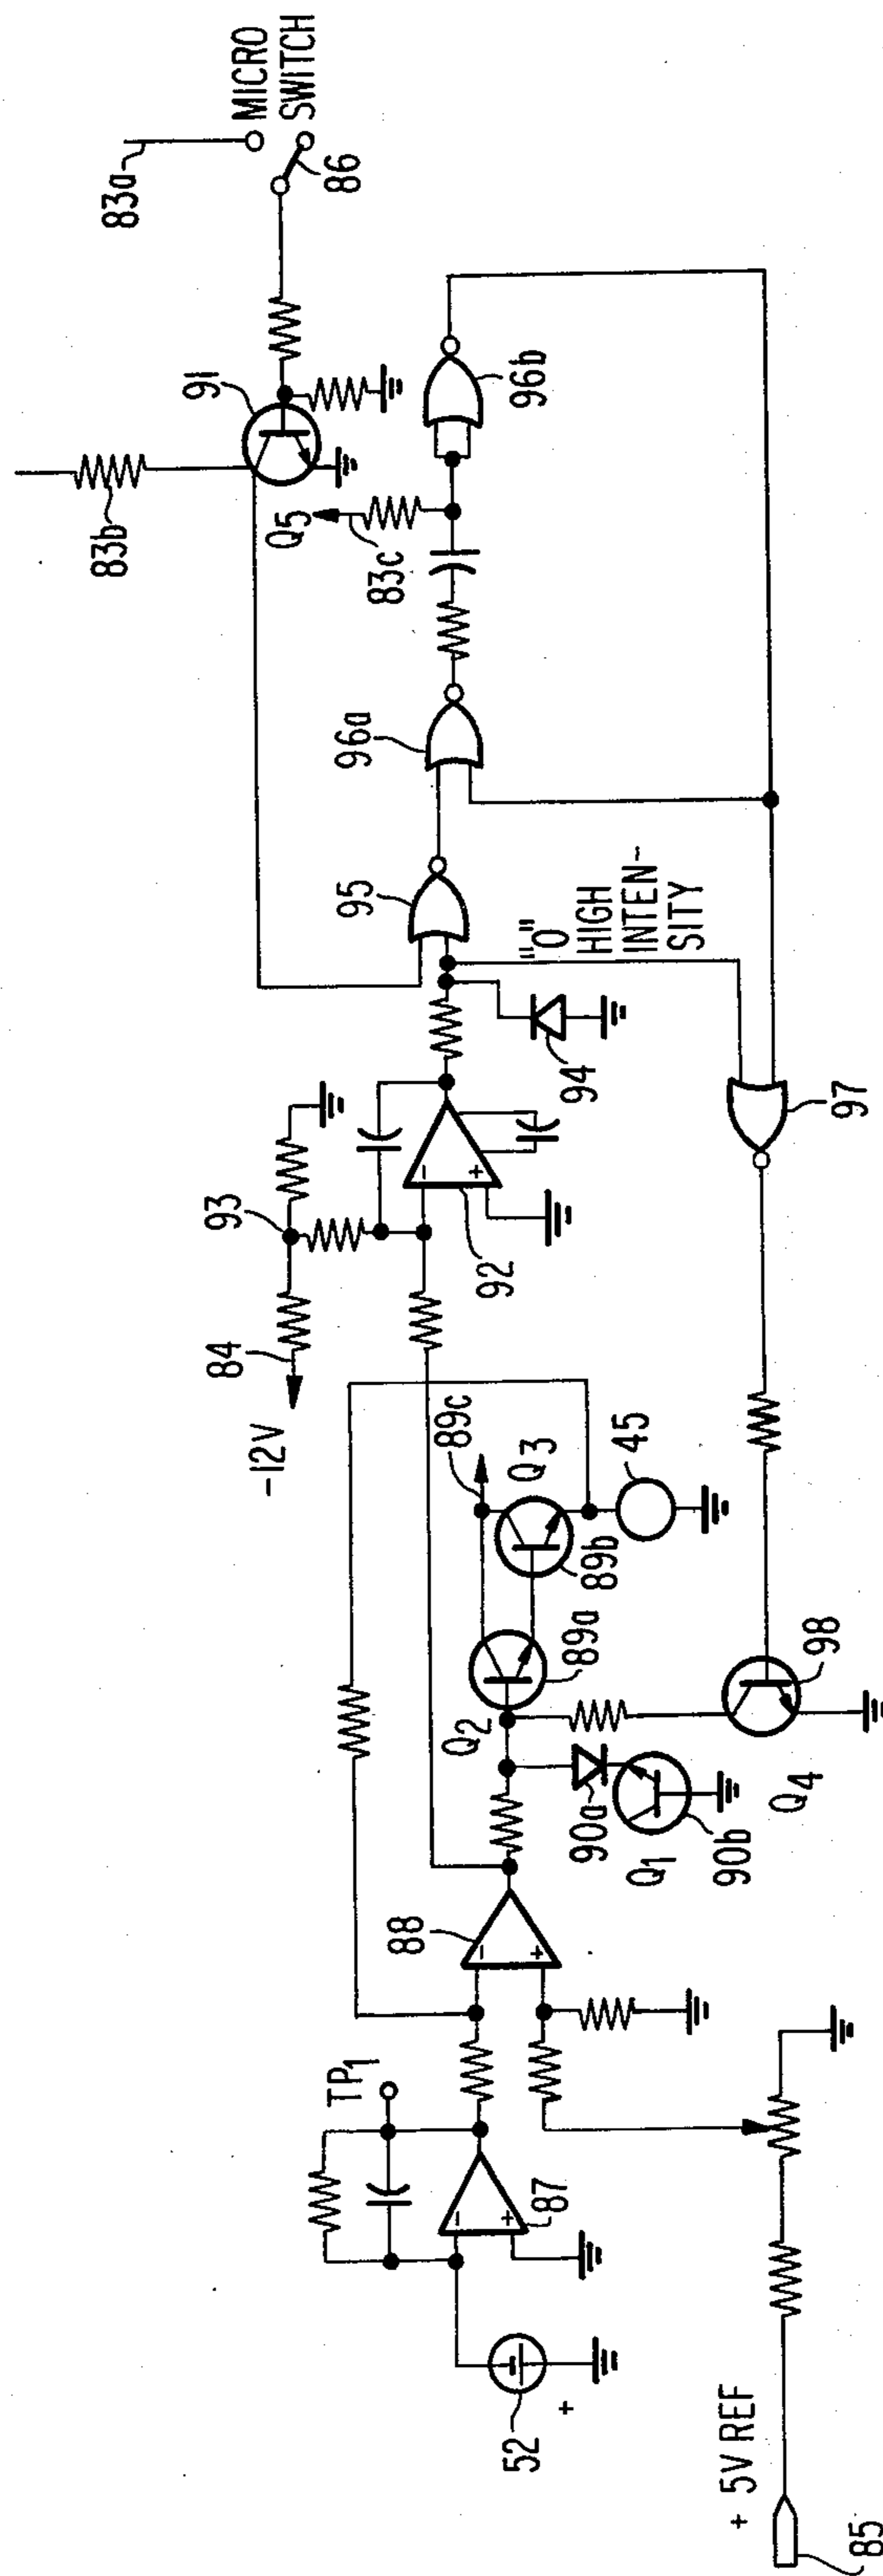 83a
MICRO
SWITCH
86
91
83b
Q5
83c
96b
96a
95
"0"
HIGH
INTEN-
SITY
94
97
93
84
-12V
-
+
92
89c
Q3
45
89b
89a
Q2
98
Q4
90a
Q1
90b
88
-
+
TP1
-
+
87
52
+
+ 5V REF
85